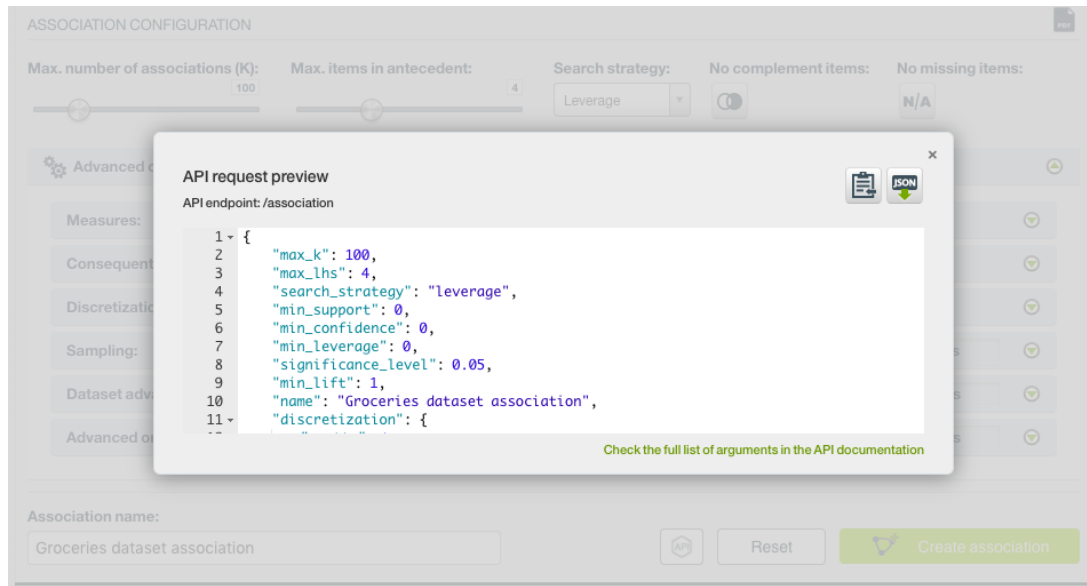 ASSOCIATION CONFIGURATION
PDF
Max. number of associations (K): Max. items in antecedent: Search strategy: No complement items: No missing items:
100 4
Leverage N/A
Advanced
Measures:
Consequent
Discretizatio
Sampling: s
Dataset adv s
Advanced s
×
API request preview
JSON
API endpoint: /association
1 {
2 "max_k": 100,
3 "max_lhs": 4,
4 "search_strategy": "leverage",
5 "min_support": 0,
6 "min_confidence": 0,
7 "min_leverage": 0,
8 "significance_level": 0.05,
9 "min_lift": 1,
10 "name": "Groceries dataset association",
11 "discretization": {
Check the full list of arguments in the API documentation
Association name:
Groceries dataset association API Reset Create association